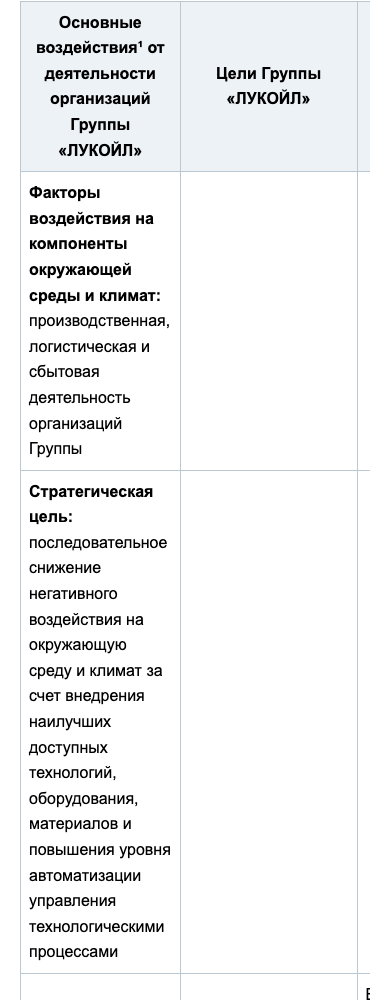 Основные
воздействия¹ от
деятельности
организаций
Группы
«ЛУКОЙЛ»
Цели Группы
«ЛУКОЙЛ»
Факторы
воздействия на
компоненты
окружающей
среды и климат:
производственная,
логистическая и
сбытовая
деятельность
организаций
Группы
Стратегическая
цель:
последовательное
снижение
негативного
воздействия на
окружающую
среду и климат за
счет внедрения
наилучших
доступных
технологий,
оборудования,
материалов и
повышения уровня
автоматизации
управления
технологическими
процессами